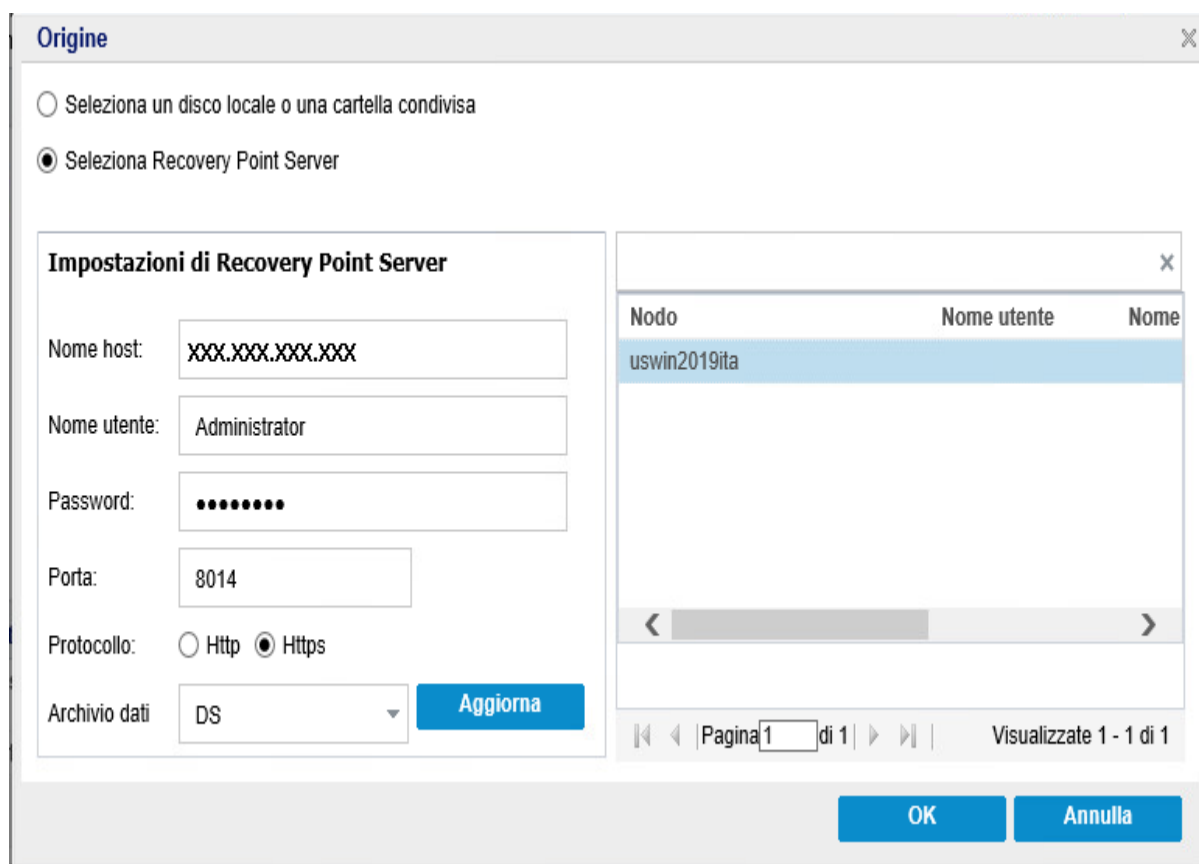 Origine
Seleziona un disco locale o una cartella condivisa
Seleziona Recovery Point Server
Impostazioni di Recovery Point Server
Nome host: XXX.XXX.XXX.XXX
Nome utente: Administrator
Password: ••••••••
Porta: 8014
Protocollo: Http Https
Archivio dati DS Aggiorna
Nodo Nome utente Nome
uswin2019ita
Pagina 1 di 1 Visualizzate 1 - 1 di 1
OK Annulla